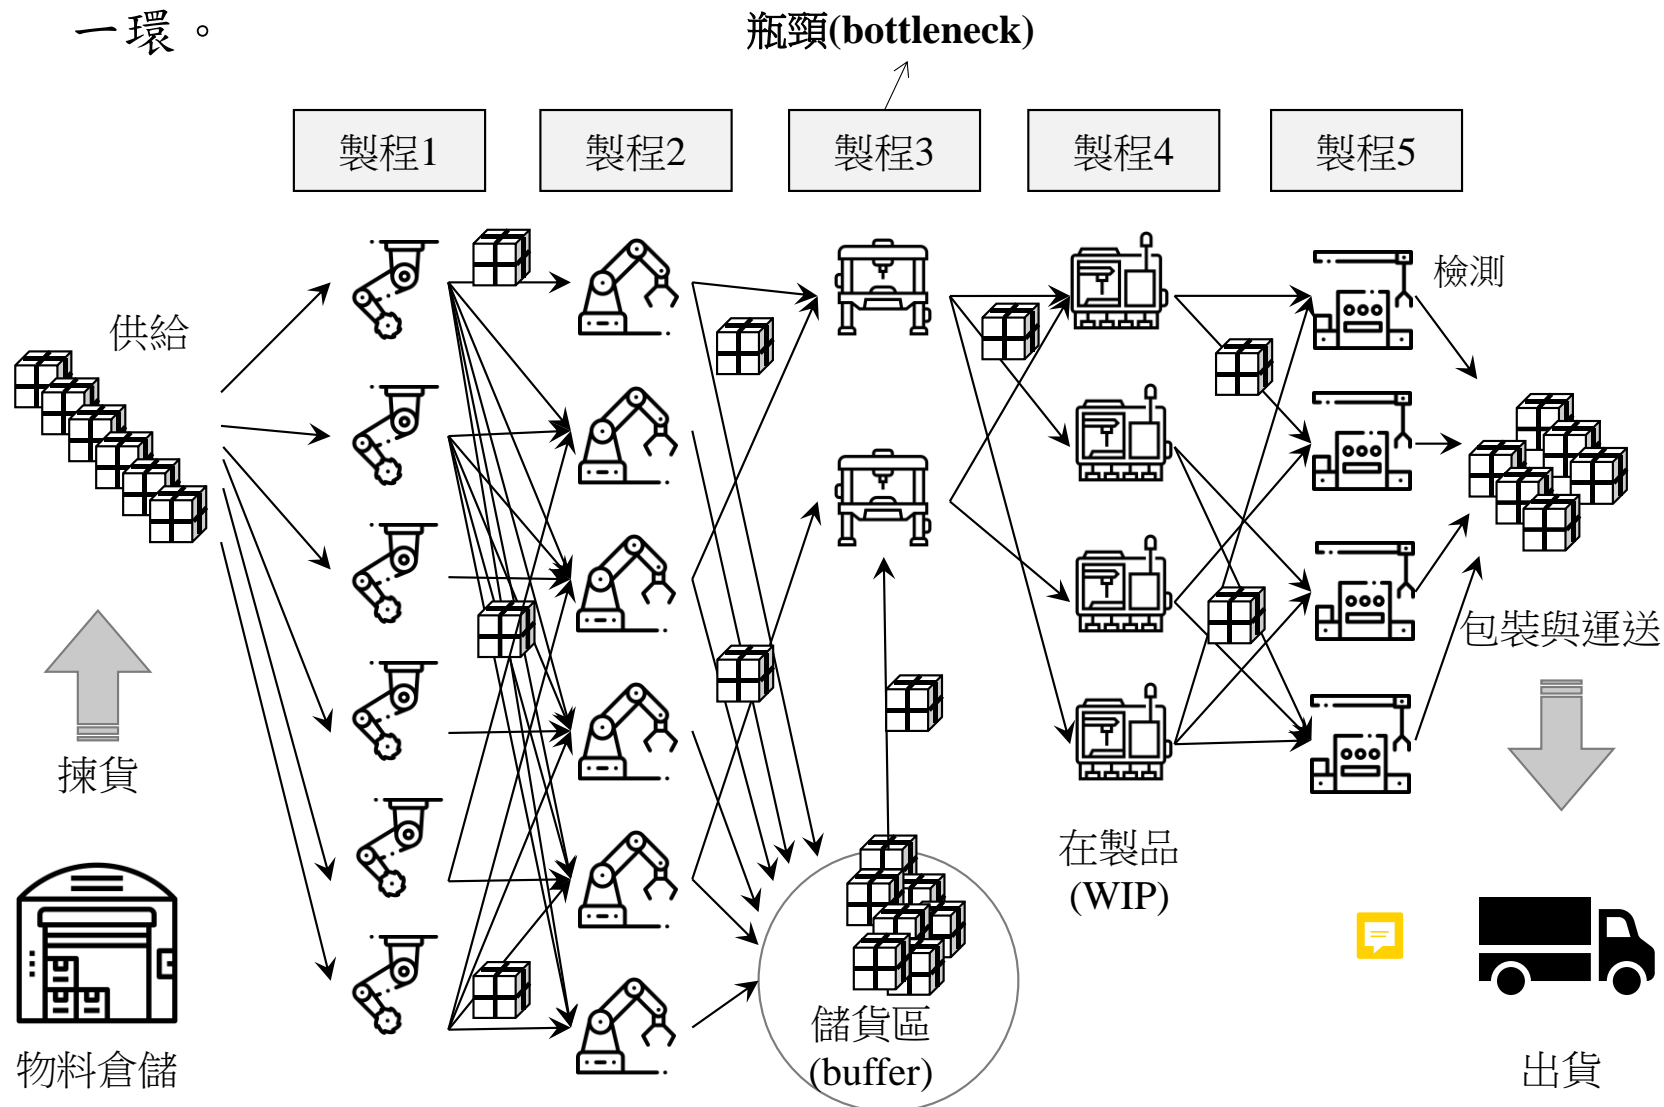 一環。
瓶頸(bottleneck)
製程1
製程2
製程3
製程4
製程5
檢測
供給
包裝與運送
揀貨
在製品
(WIP)
儲貨區
(buffer)
物料倉儲
出貨